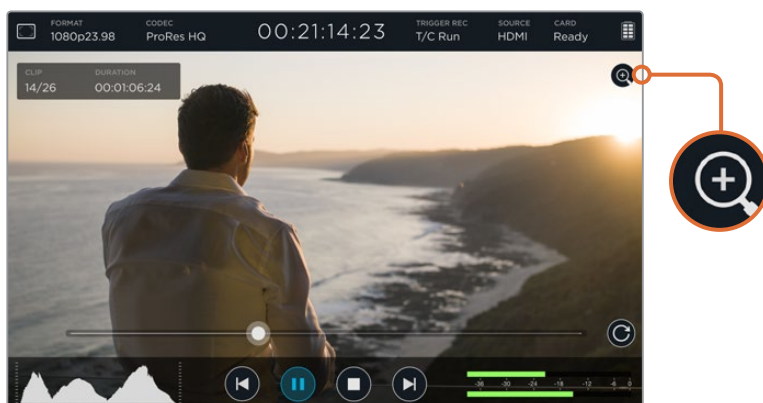 FORMAT CODEC TRIGGER REC SOURCE CARD
1080p23.98 ProRes HQ 00:21:14:23 T/C Run HDMI Ready
CLIP DURATION
14/26 00:01:06:24
-36 -30 -24 -18 -12 -6 0